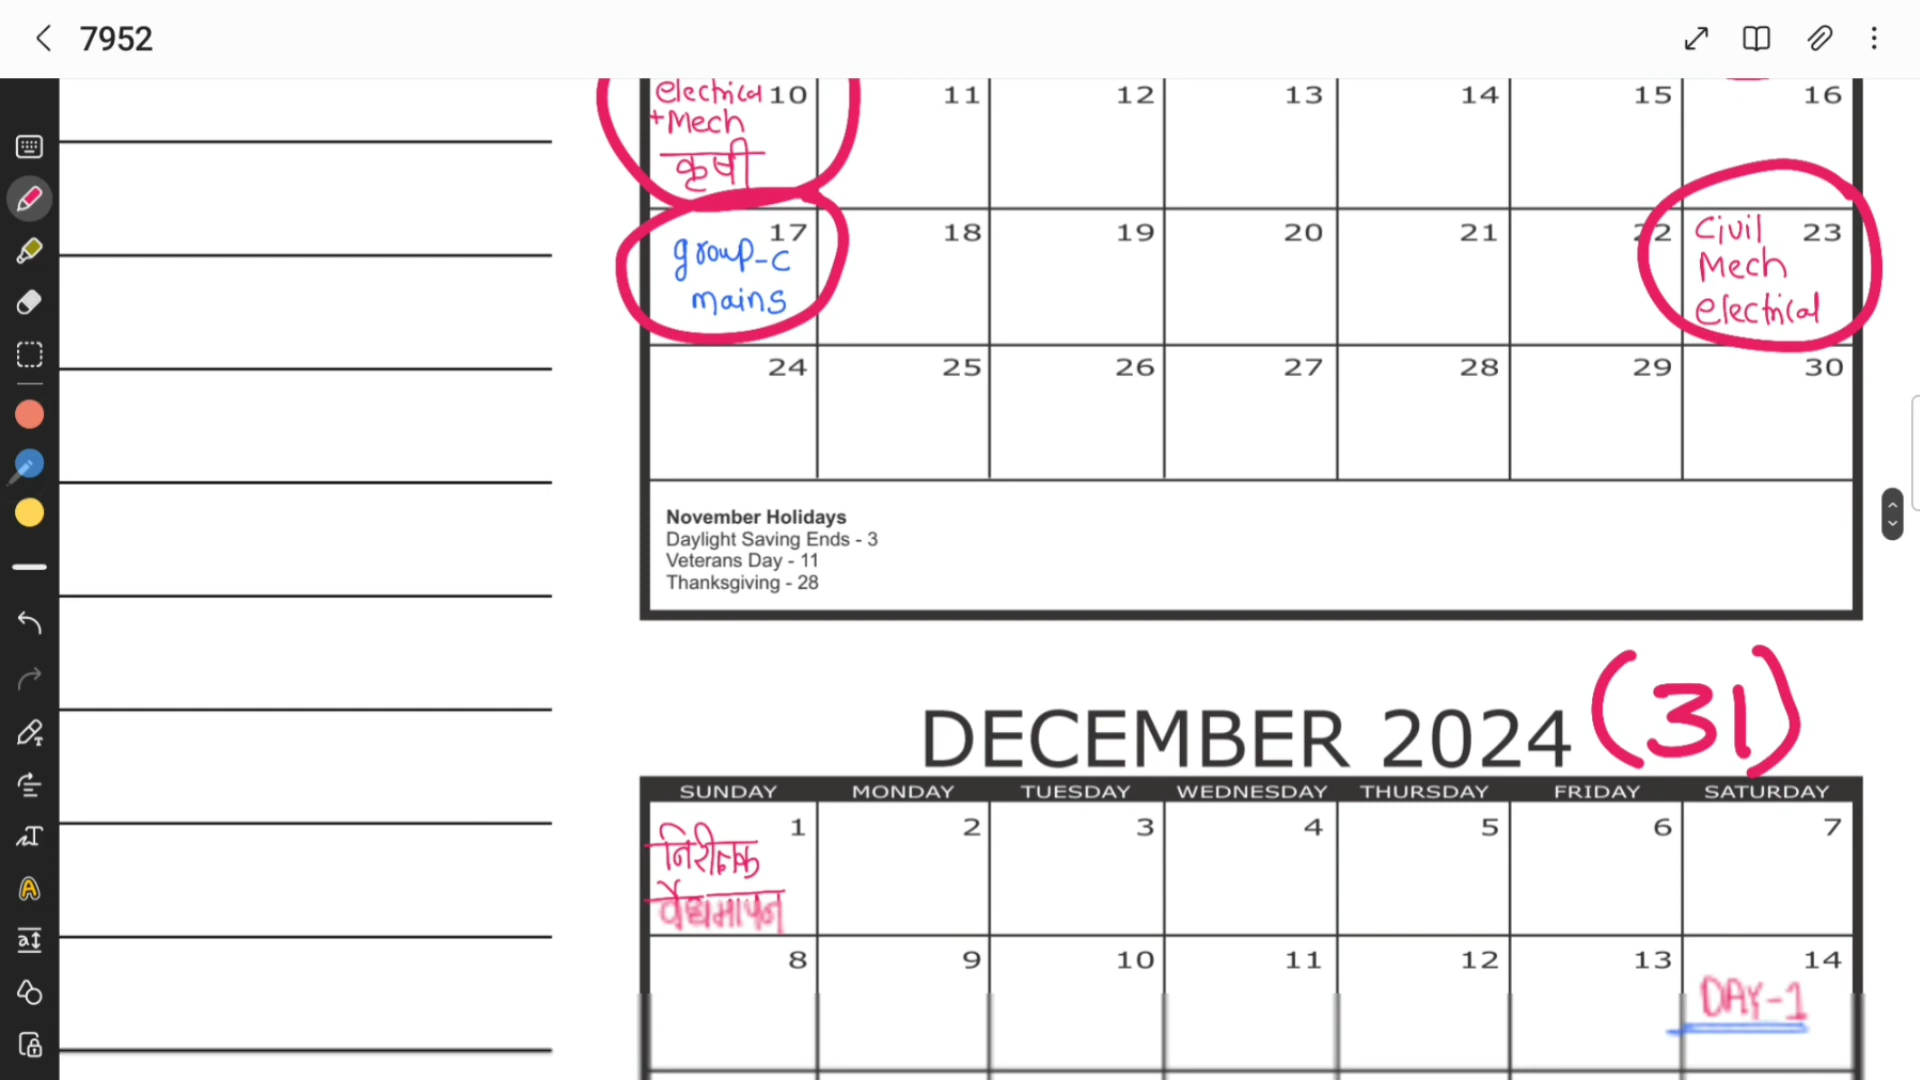 7952
electrical 10 11 12 13 14 15 16
+Mech
कृषी
17 18 19 20 21 22 23
group-c
mains
Civil
Mech
electrical
24 25 26 27 28 29 30
November Holidays
Daylight Saving Ends - 3
Veterans Day - 11
Thanksgiving - 28
DECEMBER 2024 (31)
SUNDAY MONDAY TUESDAY WEDNESDAY THURSDAY FRIDAY SATURDAY
1 2 3 4 5 6 7
निरीक्षक
वैद्यमापन
8 9 10 11 12 13 14
DAY-1